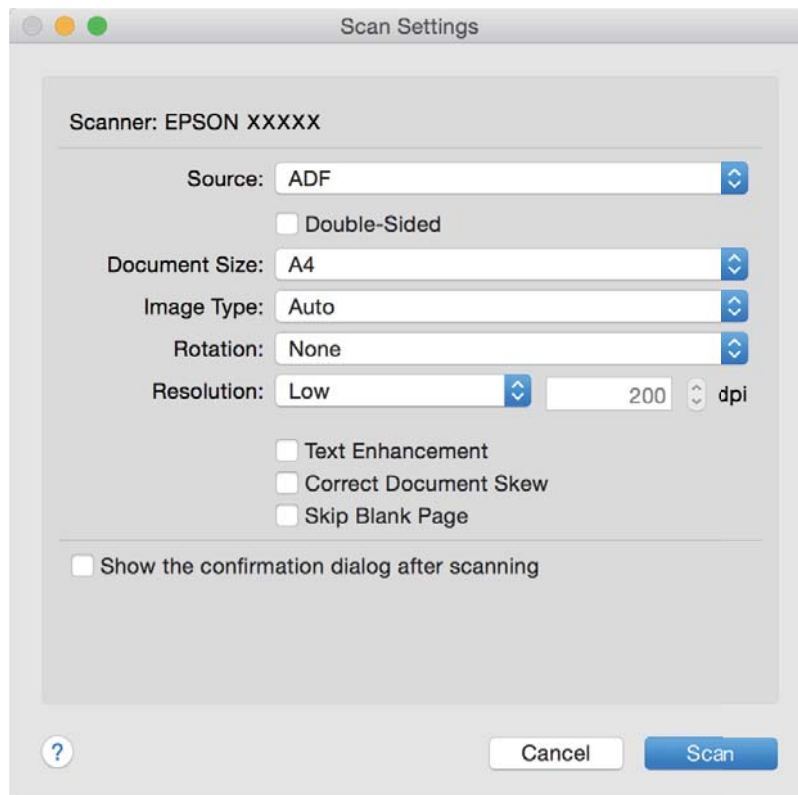 Scan Settings
Scanner: EPSON XXXXX
Source: ADF
Double-Sided
Document Size: A4
Image Type: Auto
Rotation: None
Resolution: Low 200 dpi
Text Enhancement
Correct Document Skew
Skip Blank Page
Show the confirmation dialog after scanning
? Cancel Scan